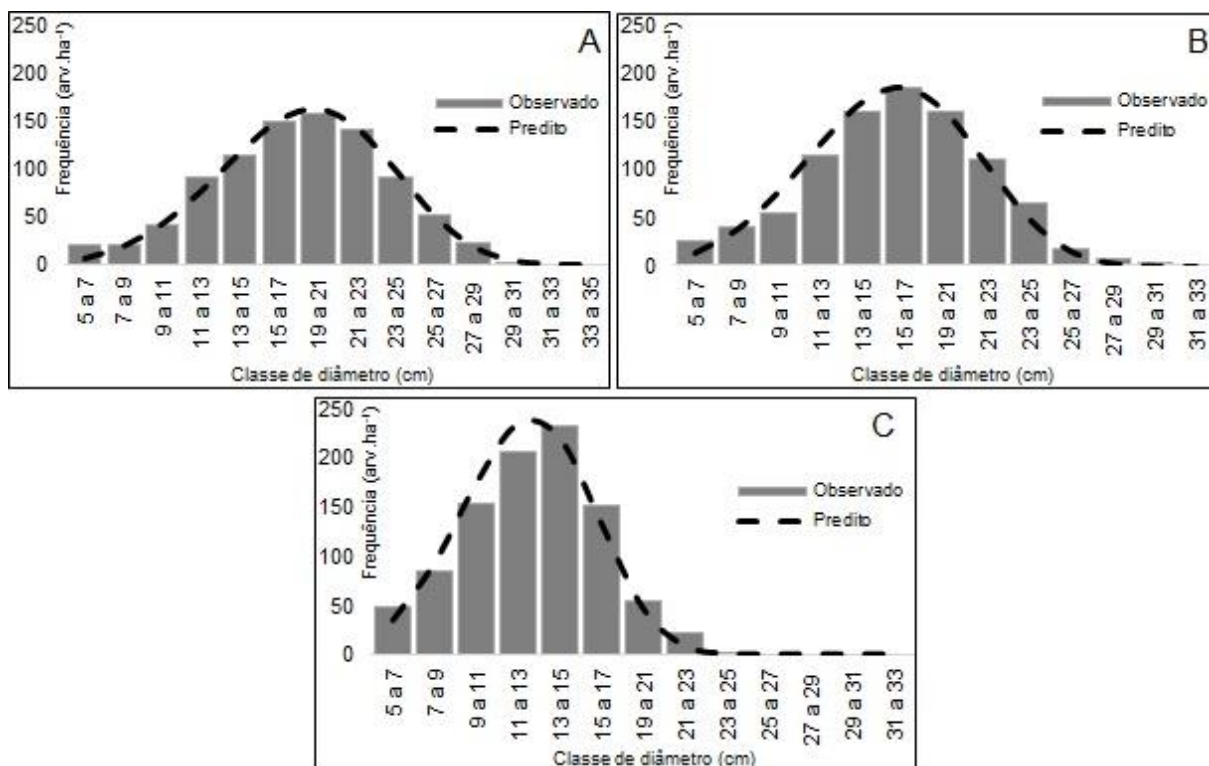 A
Frequência (arv.ha⁻¹)
250
200
150
100
50
0
Observado
Predito
5 a 7
7 a 9
9 a 11
11 a 13
13 a 15
15 a 17
19 a 21
21 a 23
23 a 25
25 a 27
27 a 29
29 a 31
31 a 33
33 a 35
Classe de diâmetro (cm)
B
Frequência (arv.ha⁻¹)
250
200
150
100
50
0
Observado
Predito
5 a 7
7 a 9
9 a 11
11 a 13
13 a 15
15 a 17
19 a 21
21 a 23
23 a 25
25 a 27
27 a 29
29 a 31
31 a 33
Classe de diâmetro (cm)
C
Frequência (arv.ha⁻¹)
250
200
150
100
50
0
Observado
Predito
5 a 7
7 a 9
9 a 11
11 a 13
13 a 15
15 a 17
19 a 21
21 a 23
23 a 25
25 a 27
27 a 29
29 a 31
31 a 33
Classe de diâmetro (cm)